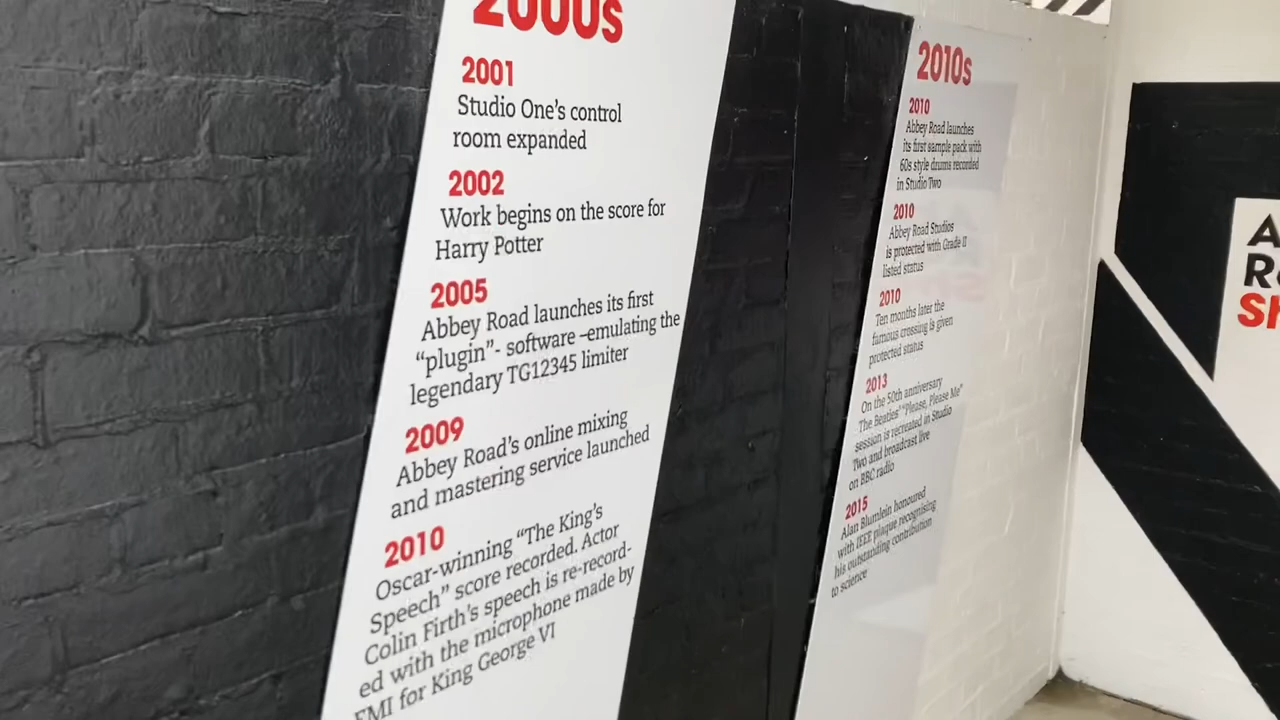 2000s
2001
Studio One's control
room expanded
2002
Work begins on the score for
Harry Potter
2005
Abbey Road launches its first
“plugin”- software –emulating the
legendary TG12345 limiter
2009
Abbey Road's online mixing
and mastering service launched
2010
Oscar-winning “The King's
Speech” score recorded. Actor
Colin Firth's speech is re-record-
ed with the microphone made by
EMI for King George VI
2010s
2010
Abbey Road launches
its first sample pack with
60s style drums recorded
in Studio Two
2010
Abbey Road Studios
is protected with Grade II
listed status
2010
Ten months later the
famous crossing is given
protected status
2013
On the 50th anniversary
The Beatles' “Please, Please Me”
session is recreated in Studio
Two and broadcast live
on BBC radio
2015
Alan Blumlein honoured
with IEEE plaque recognising
his outstanding contribution
to science